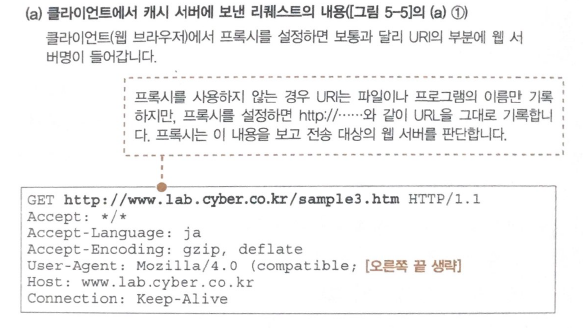 (a) 클라이언트에서 캐시 서버에 보낸 리퀘스트의 내용([그림 5-5]의 (a) ①)
클라이언트(웹 브라우저)에서 프록시를 설정하면 보통과 달리 URI의 부분에 웹 서
버명이 들어갑니다.
프록시를 사용하지 않는 경우 URI는 파일이나 프로그램의 이름만 기록
하지만, 프록시를 설정하면 http://……와 같이 URL을 그대로 기록합니
다. 프록시는 이 내용을 보고 전송 대상의 웹 서버를 판단합니다.
GET http://www.lab.cyber.co.kr/sample3.htm HTTP/1.1
Accept: */*
Accept-Language: ja
Accept-Encoding: gzip, deflate
User-Agent: Mozilla/4.0 (compatible; [오른쪽 끝 생략]
Host: www.lab.cyber.co.kr
Connection: Keep-Alive